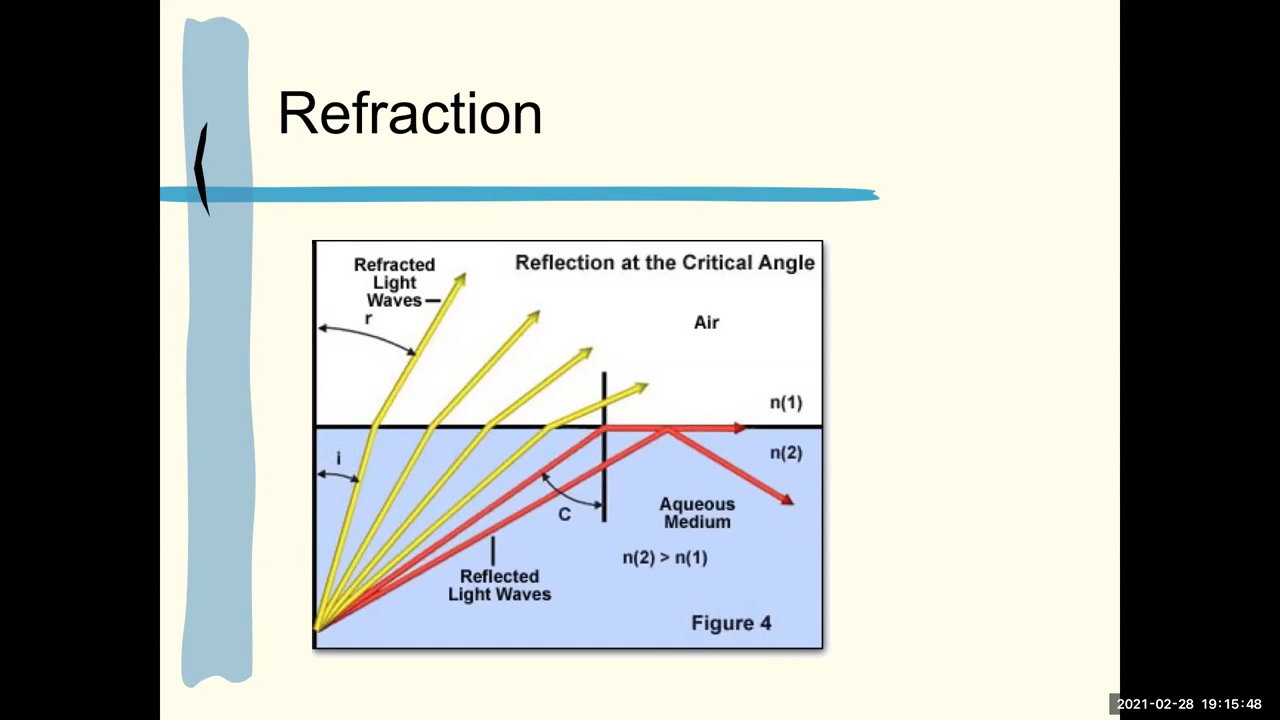 Refraction
Reflection at the Critical Angle
Refracted
Light
Waves
r
Air
n(1)
i
n(2)
C
Aqueous
Medium
n(2) > n(1)
Reflected
Light Waves
Figure 4
2021-02-28 19:15:48